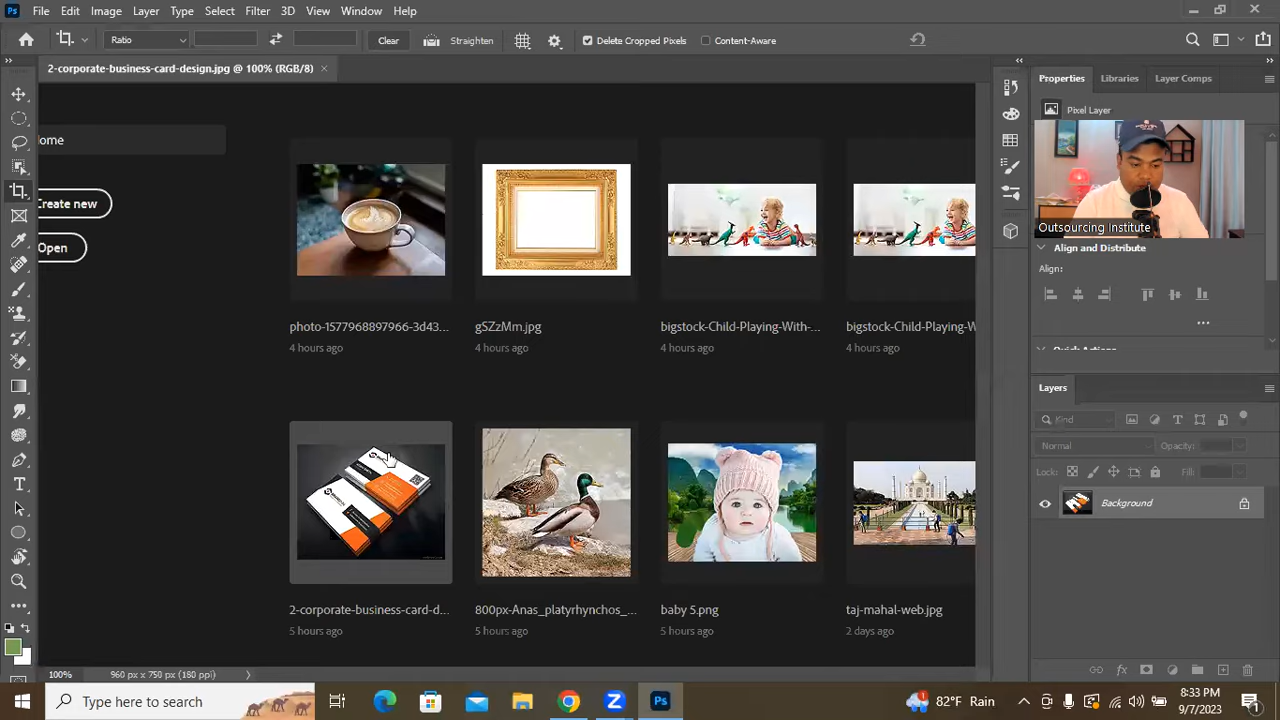 Ps File Edit Image Layer Type Select Filter 3D View Window Help
Ratio Clear Straighten Delete Cropped Pixels Content-Aware
2-corporate-business-card-design.jpg @ 100% (RGB/8) ×
Properties Libraries Layer Comps
Pixel Layer
Outsourcing Institute
Align and Distribute
Align:
ome
reate new
Open
photo-1577968897966-3d43... gSZzMm.jpg bigstock-Child-Playing-With-... bigstock-Child-Playing-W
4 hours ago 4 hours ago 4 hours ago 4 hours ago
2-corporate-business-card-d... 800px-Anas_platyrhynchos_... baby 5.png taj-mahal-web.jpg
5 hours ago 5 hours ago 5 hours ago 2 days ago
Layers
Kind
Normal Opacity:
Lock: Fill:
Background
100% 960 px x 750 px (180 ppi)
Type here to search
Ps
82°F Rain
8:33 PM
9/7/2023